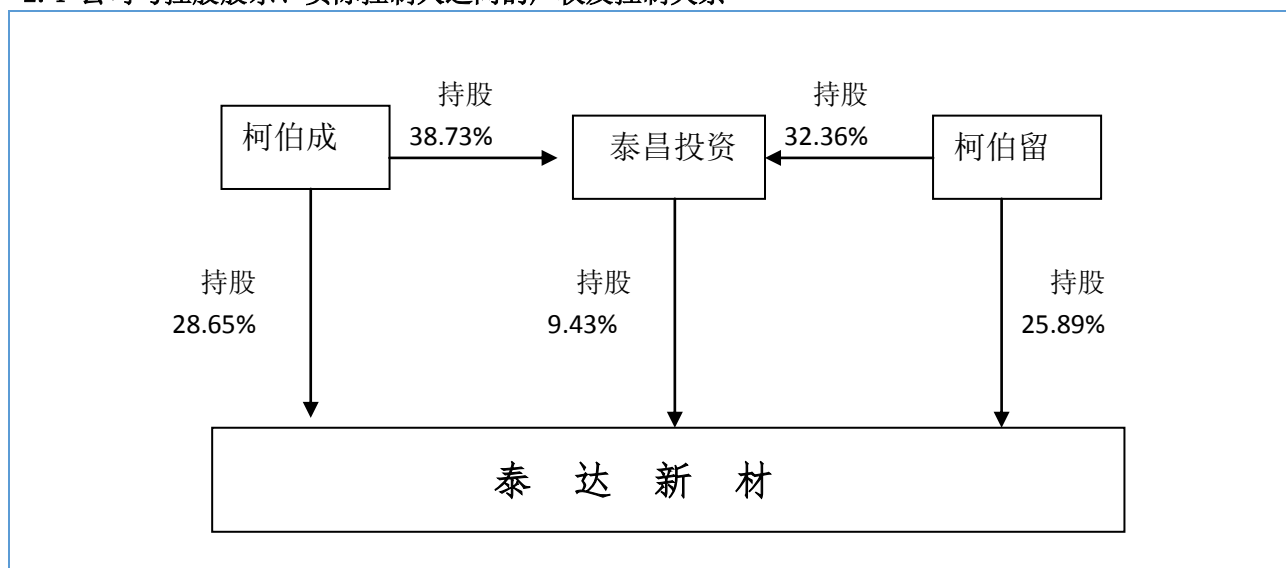 持股
持股
柯伯成
38.73%
泰昌投资
32.36%
柯伯留
持股
持股
持股
28.65%
9.43%
25.89%
泰 达 新 材